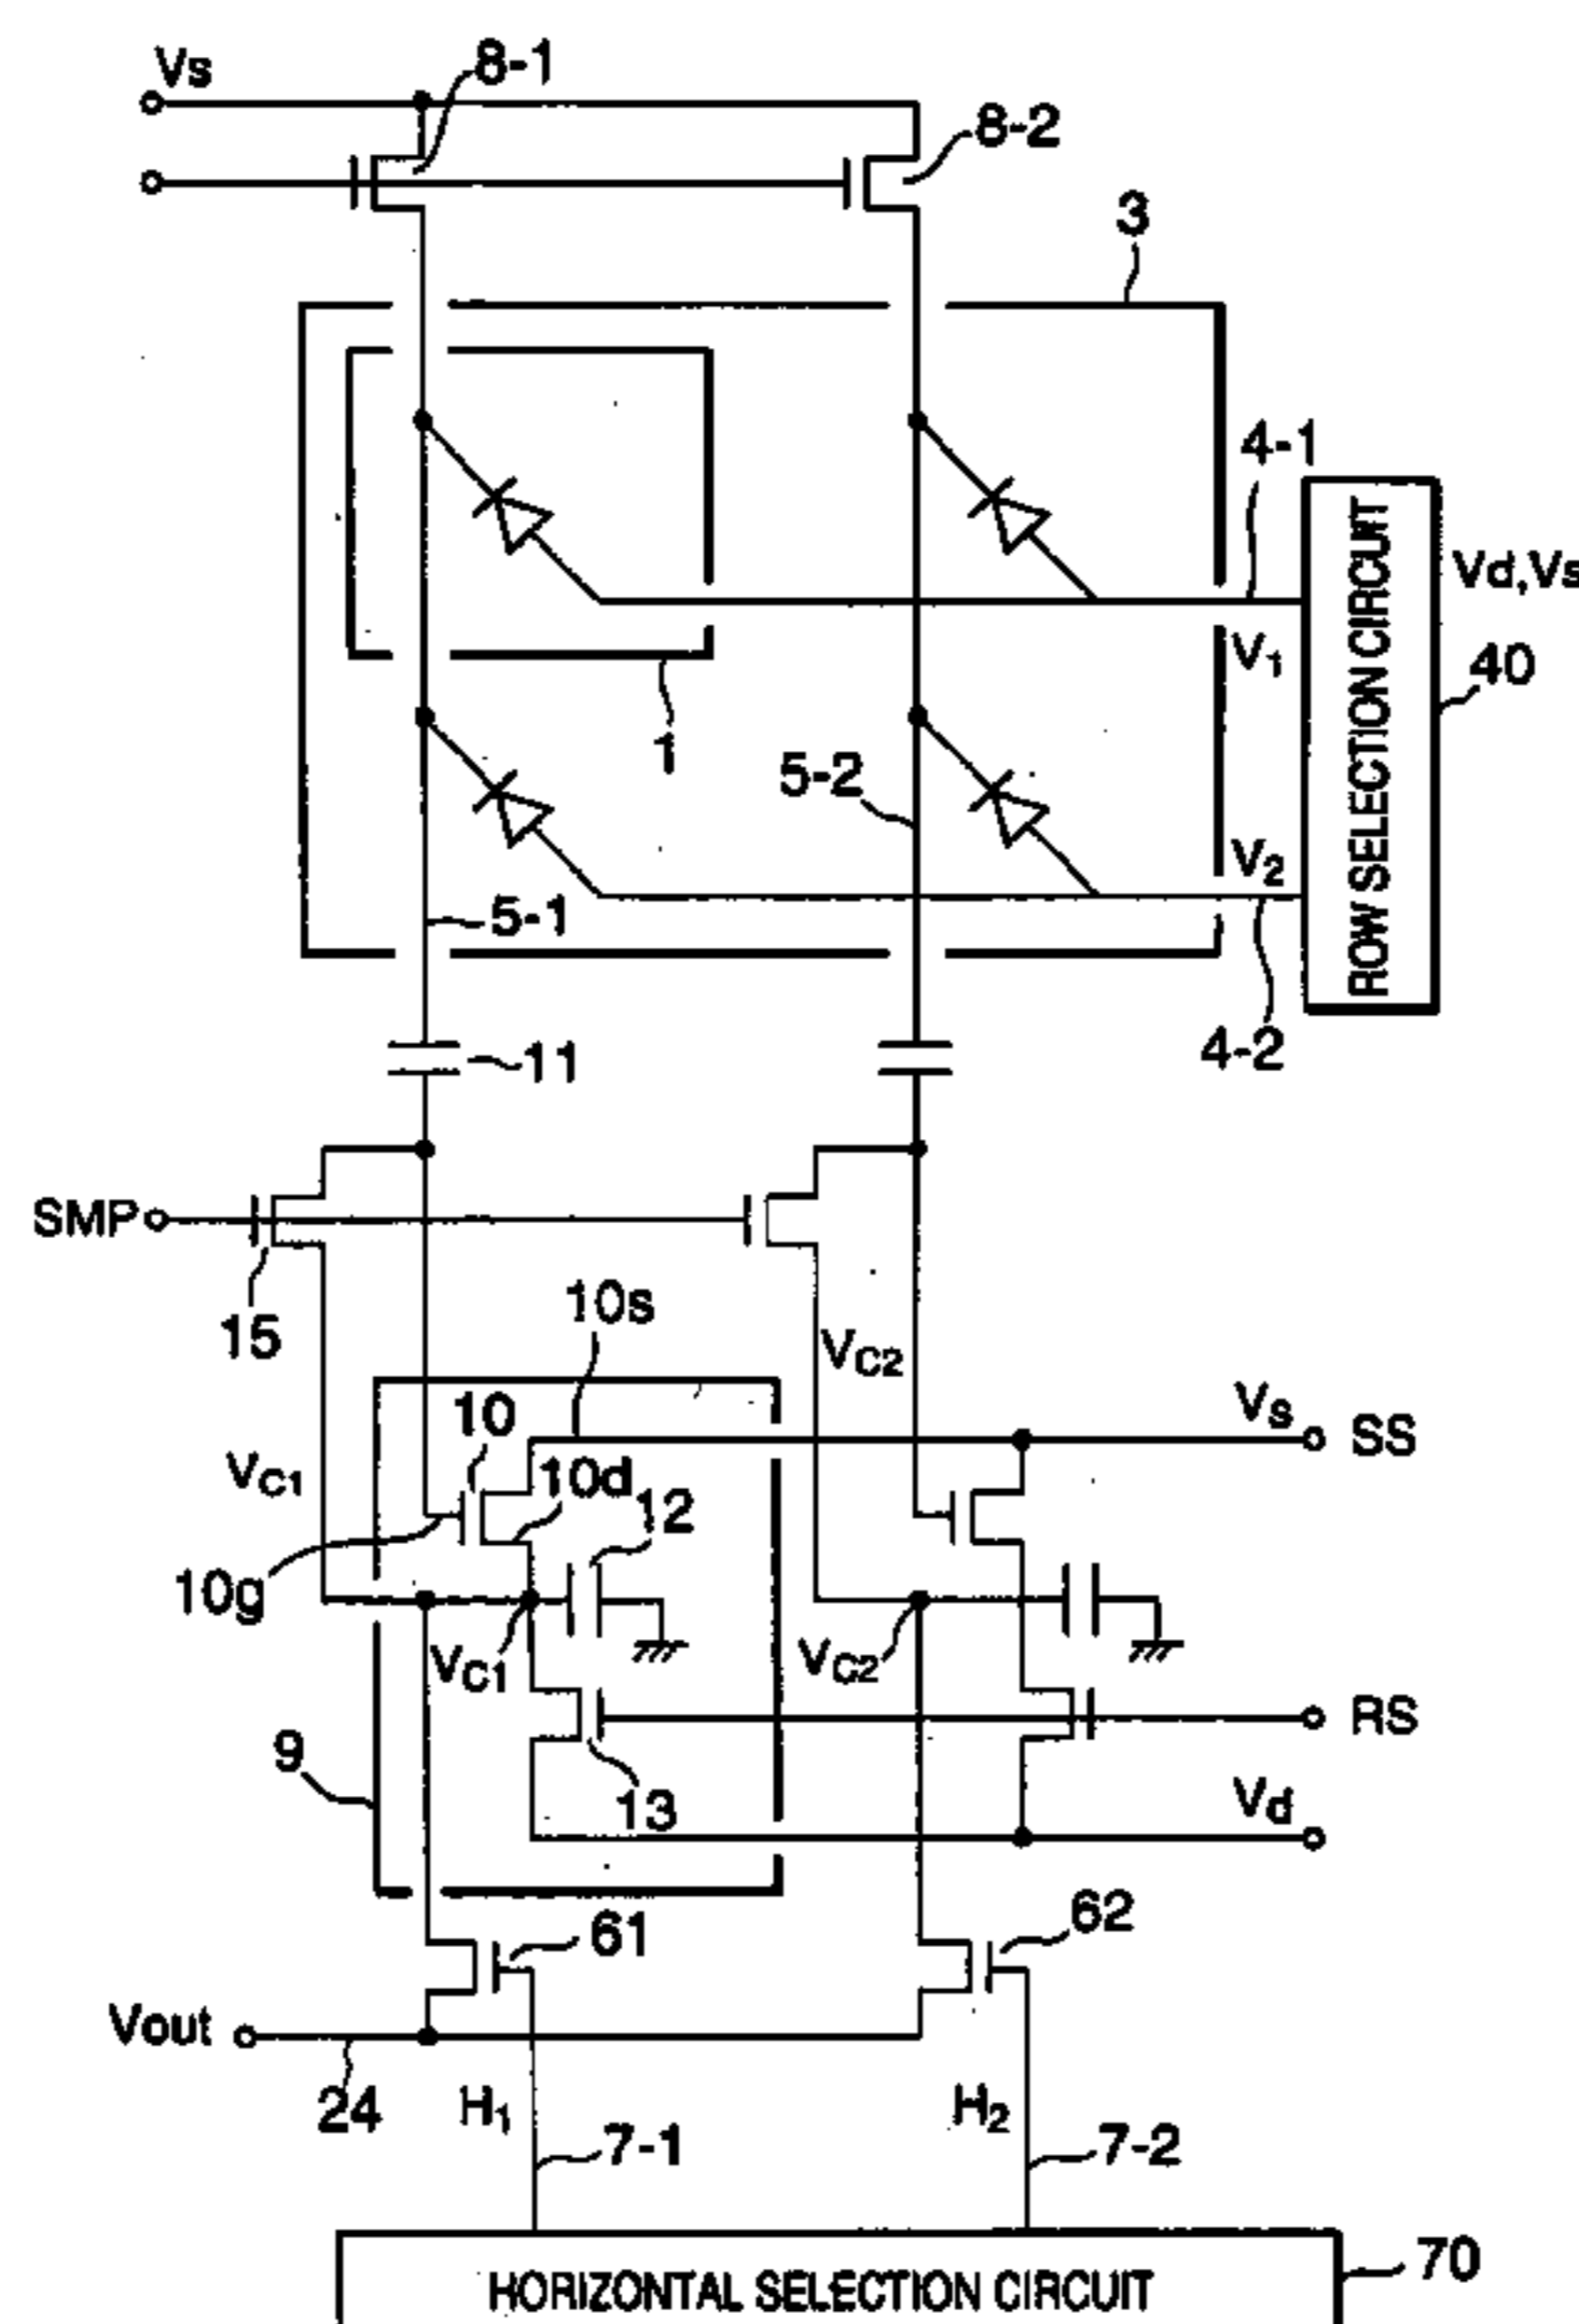 Vs
8-1
8-2
3
4-1
ROW SELECTION CIRCUIT
Vd,Vs
V1
40
1
5-2
V2
5-1
4-2
11
SMP
15
10s
VC2
10
Vs
SS
VC1
10d
12
10g
VC1
VC2
RS
9
13
Vd
61
62
Vout
24
H1
H2
7-1
7-2
70
HORIZONTAL SELECTION CIRCUIT